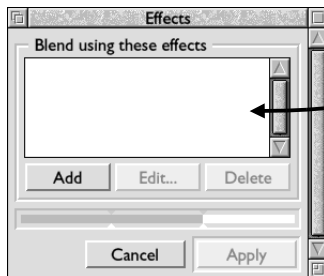 Effects
Blend using these effects
Add Edit... Delete
Cancel Apply